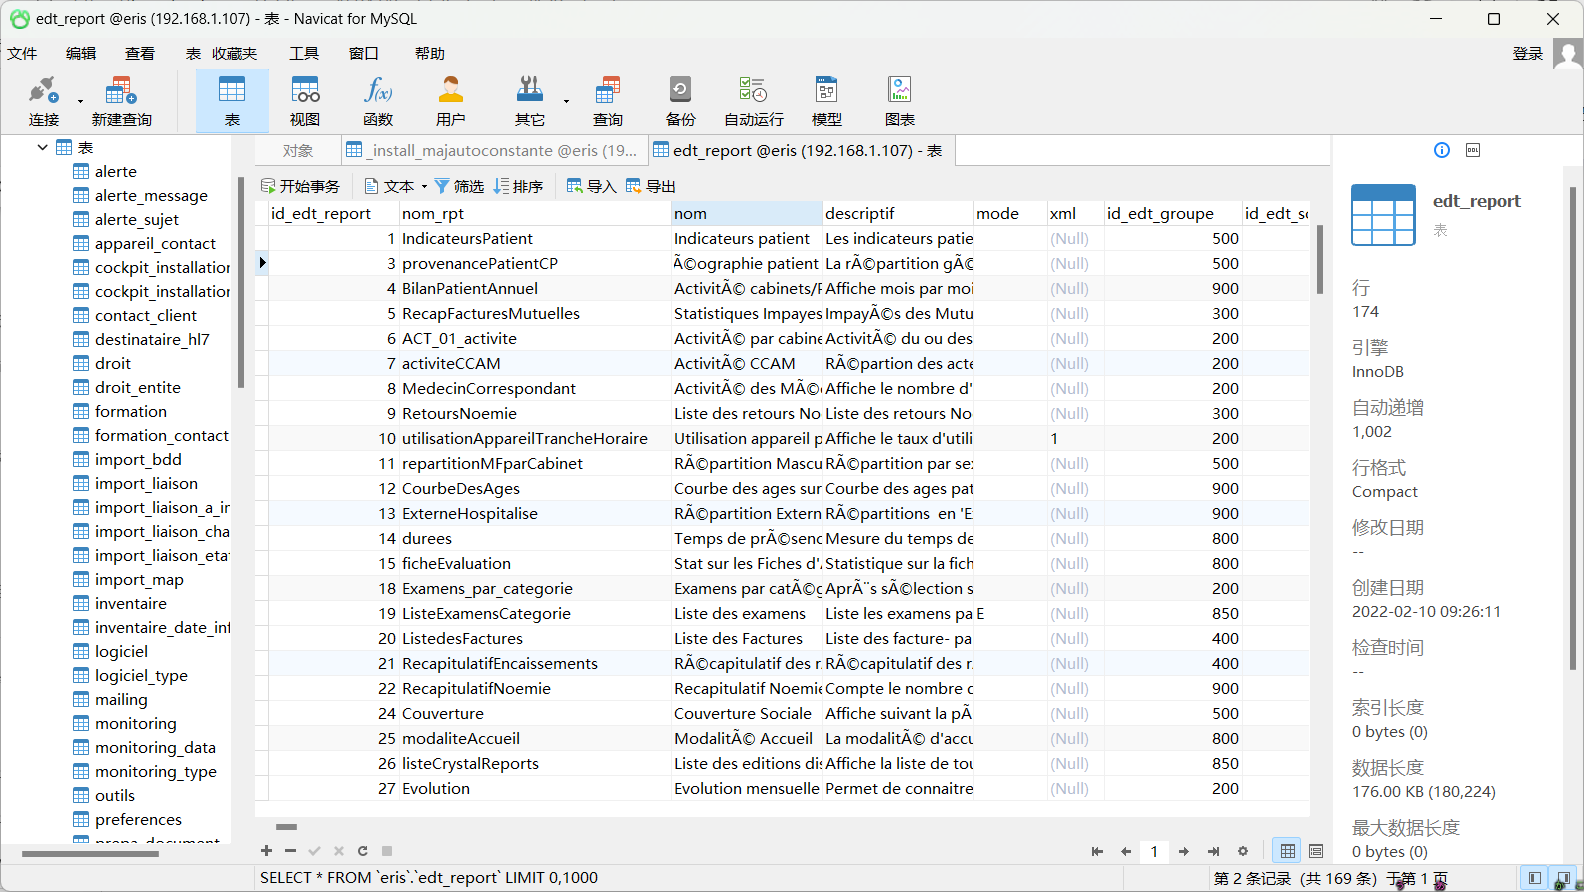 edt_report @eris (192.168.1.107) - 表 - Navicat for MySQL
文件 编辑 查看 表 收藏夹 工具 窗口 帮助 登录
连接 新建查询 表 视图 函数 用户 其它 查询 备份 自动运行 模型 图表
表
alerte
alerte_message
alerte_sujet
appareil_contact
cockpit_installation
cockpit_installation
contact_client
destinataire_hl7
droit
droit_entite
formation
formation_contact
import_bdd
import_liaison
import_liaison_a_in
import_liaison_cha
import_liaison_etat
import_map
inventaire
inventaire_date_inf
logiciel
logiciel_type
mailing
monitoring
monitoring_data
monitoring_type
outils
preferences
对象 _install_majautoconstante @eris (19... edt_report @eris (192.168.1.107) - 表
开始事务 文本 筛选 排序 导入 导出
id_edt_report nom_rpt nom descriptif mode xml id_edt_groupe id_edt_so
1 IndicateursPatient Indicateurs patient Les indicateurs patie (Null) 500
3 provenancePatientCP Ã©ographie patient La rÃ©partition gÃ© (Null) 500
4 BilanPatientAnnuel ActivitÃ© cabinets/P Affiche mois par moi (Null) 900
5 RecapFacturesMutuelles Statistiques Impayes ImpayÃ©s des Mutu (Null) 300
6 ACT_01_activite ActivitÃ© par cabine ActivitÃ© du ou des (Null) 200
7 activiteCCAM ActivitÃ© CCAM RÃ©partion des acte (Null) 200
8 MedecinCorrespondant ActivitÃ© des MÃ© Affiche le nombre d' (Null) 200
9 RetoursNoemie Liste des retours No Liste des retours No (Null) 300
10 utilisationAppareilTrancheHoraire Utilisation appareil p Affiche le taux d'utili 1 200
11 repartitionMFparCabinet RÃ©partition Mascu RÃ©partition par sex (Null) 500
12 CourbeDesAges Courbe des ages sur Courbe des ages pat (Null) 900
13 ExterneHospitalise RÃ©partition Extern RÃ©partitions en 'E (Null) 900
14 durees Temps de prÃ©senc Mesure du temps de (Null) 800
15 ficheEvaluation Stat sur les Fiches d' Statistique sur la fich (Null) 800
18 Examens_par_categorie Examens par catÃ©g AprÃ¨s sÃ©lection s (Null) 200
19 ListeExamensCategorie Liste des examens Liste les examens pa E (Null) 850
20 ListedesFactures Liste des Factures Liste des facture- pa (Null) 400
21 RecapitulatifEncaissements RÃ©capitulatif des r. RÃ©capitulatif des r. (Null) 400
22 RecapitulatifNoemie Recapitulatif Noemie Compte le nombre d (Null) 900
24 Couverture Couverture Sociale Affiche suivant la pÃ (Null) 500
25 modaliteAccueil ModalitÃ© Accueil La modalitÃ© d'accu (Null) 800
26 listeCrystalReports Liste des editions dis Affiche la liste de tou (Null) 850
27 Evolution Evolution mensuelle Permet de connaitre (Null) 200
1
SELECT * FROM `eris`.`edt_report` LIMIT 0,1000
第 2 条记录 (共 169 条) 于第 1 页
DDL
edt_report
表
行
174
引擎
InnoDB
自动递增
1,002
行格式
Compact
修改日期
--
创建日期
2022-02-10 09:26:11
检查时间
--
索引长度
0 bytes (0)
数据长度
176.00 KB (180,224)
最大数据长度
0 bytes (0)